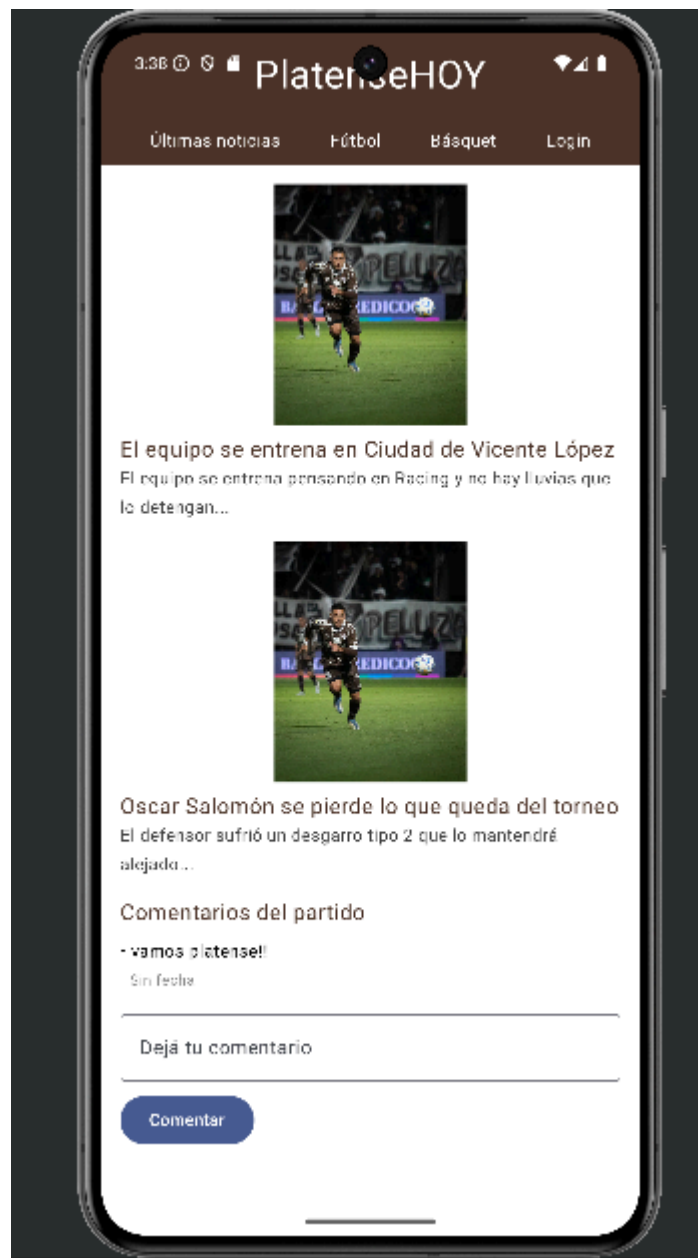 3:38
PlatenseHOY
Últimas noticias Fútbol Básquet Login
PELLIZA
El equipo se entrena en Ciudad de Vicente López
El equipo se entrena pensando en Racing y no hay lluvias que
lo detengan...
Oscar Salomón se pierde lo que queda del torneo
El defensor sufrió un desgarro tipo 2 que lo mantendrá
alejado...
Comentarios del partido
- vamos platense!!
Sin fecha
Dejá tu comentario
Comentar